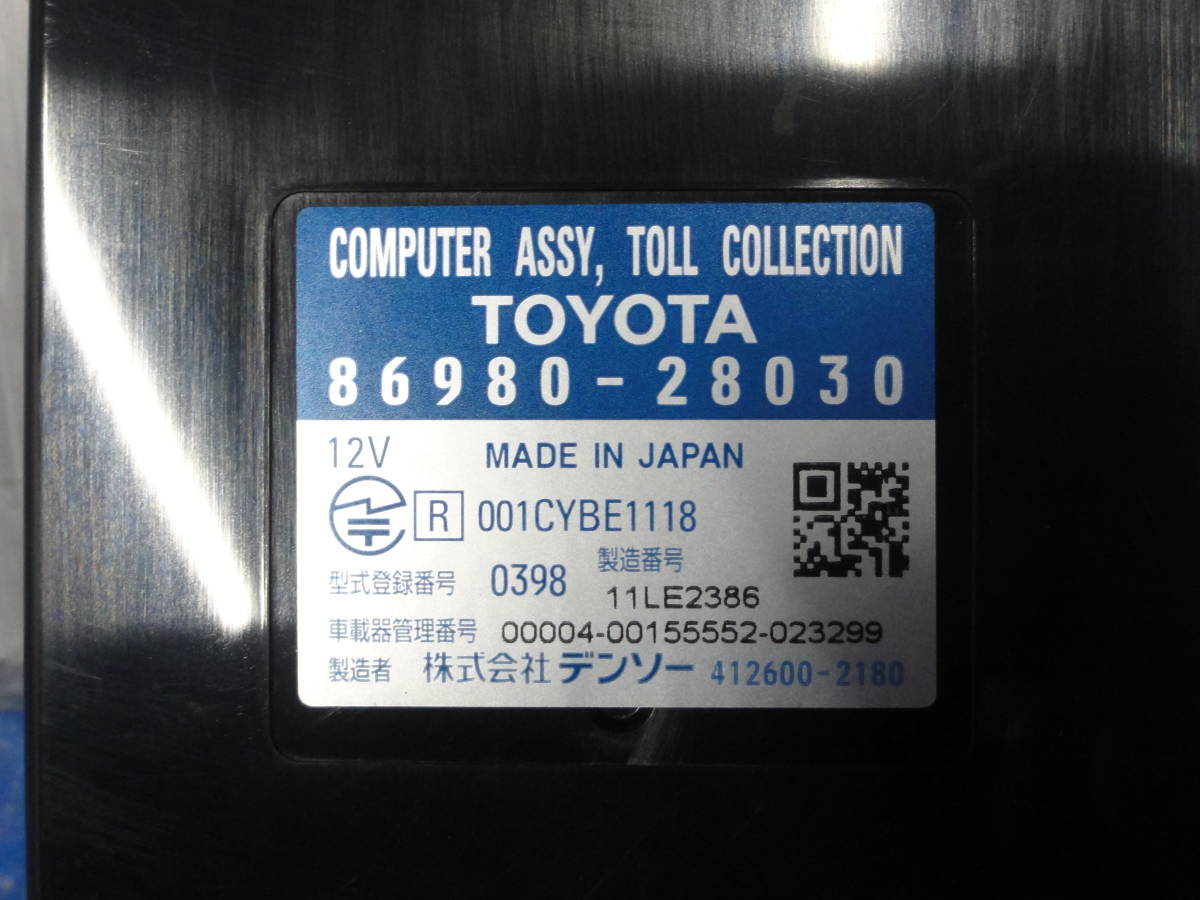 COMPUTER ASSY, TOLL COLLECTION
TOYOTA
86980-28030
12V MADE IN JAPAN
R 001CYBE1118
型式登録番号 0398 製造番号 11LE2386
車載器管理番号 00004-00155552-023299
製造者 株式会社 デンソー 412600-2180